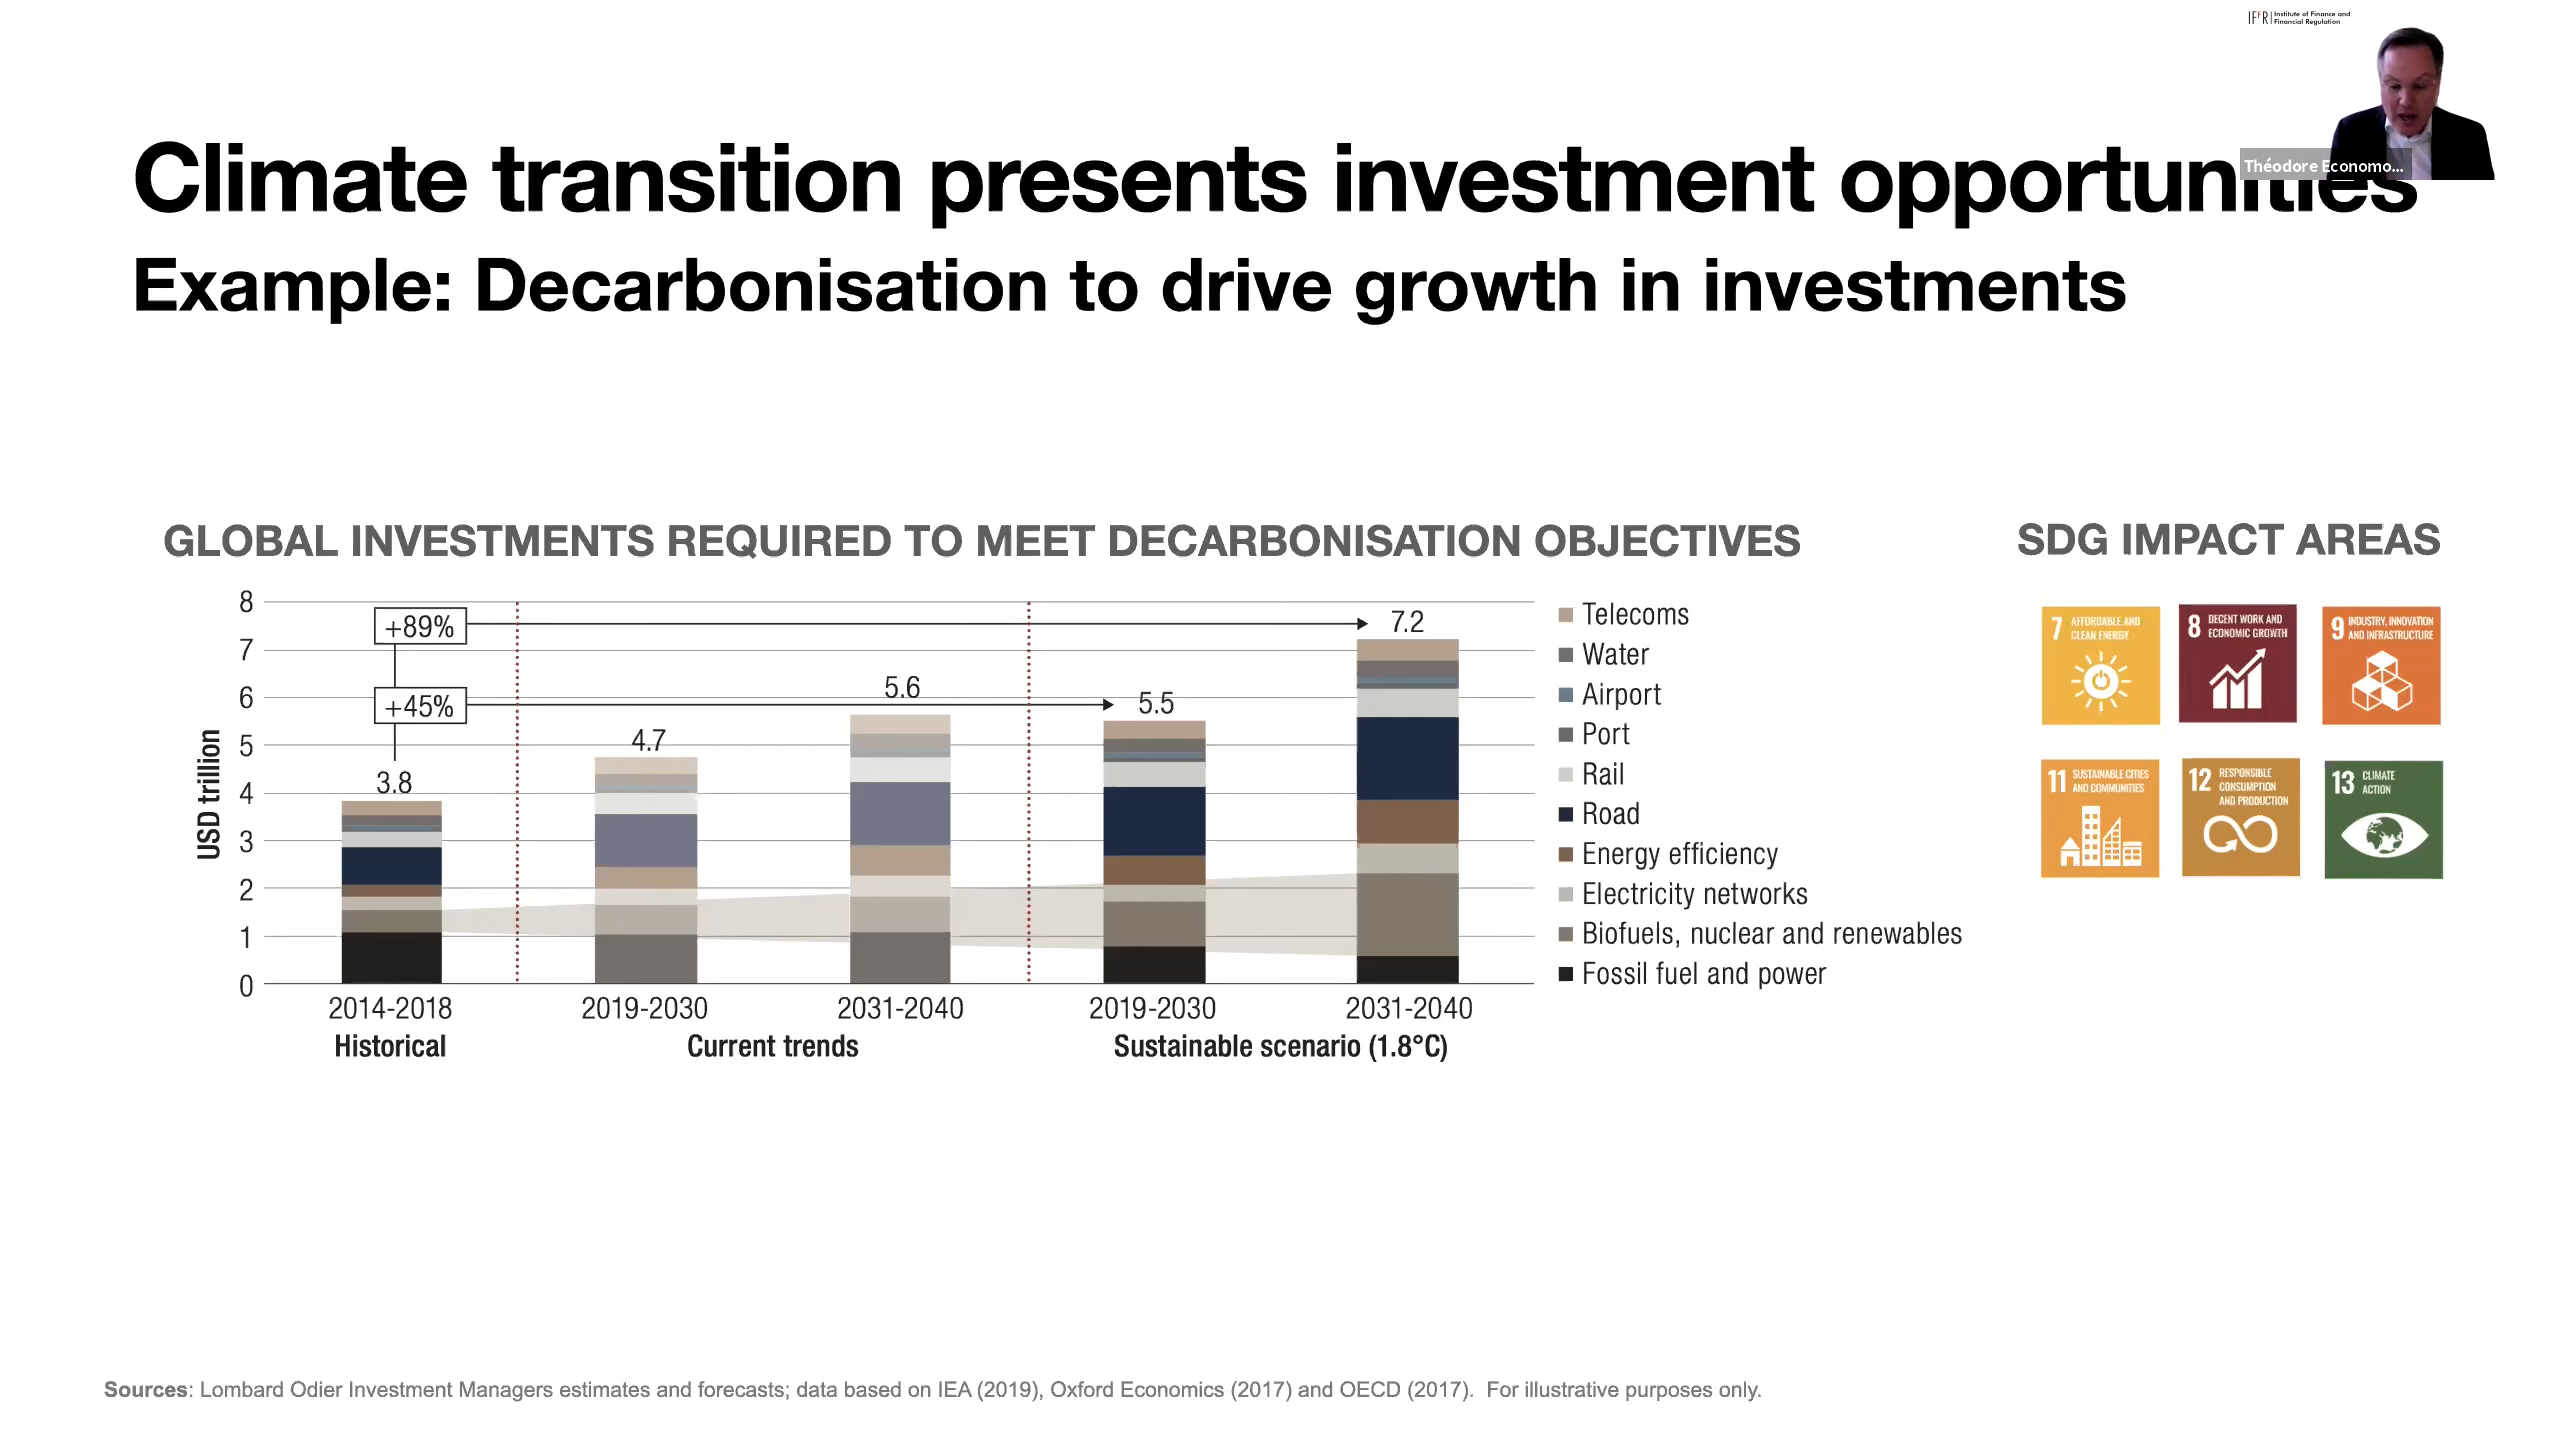 IFFR | Institute of Finance and
Financial Regulation
Théodore Economo...
Climate transition presents investment opportunities
Example: Decarbonisation to drive growth in investments
GLOBAL INVESTMENTS REQUIRED TO MEET DECARBONISATION OBJECTIVES
USD trillion
8
7
6
5
4
3
2
1
0
+89%
+45%
3.8
4.7
5.6
5.5
7.2
2014-2018
2019-2030
2031-2040
2019-2030
2031-2040
Historical
Current trends
Sustainable scenario (1.8°C)
Telecoms
Water
Airport
Port
Rail
Road
Energy efficiency
Electricity networks
Biofuels, nuclear and renewables
Fossil fuel and power
SDG IMPACT AREAS
7 AFFORDABLE AND
CLEAN ENERGY
8 DECENT WORK AND
ECONOMIC GROWTH
9 INDUSTRY, INNOVATION
AND INFRASTRUCTURE
11 SUSTAINABLE CITIES
AND COMMUNITIES
12 RESPONSIBLE
CONSUMPTION
AND PRODUCTION
13 CLIMATE
ACTION
Sources: Lombard Odier Investment Managers estimates and forecasts; data based on IEA (2019), Oxford Economics (2017) and OECD (2017). For illustrative purposes only.